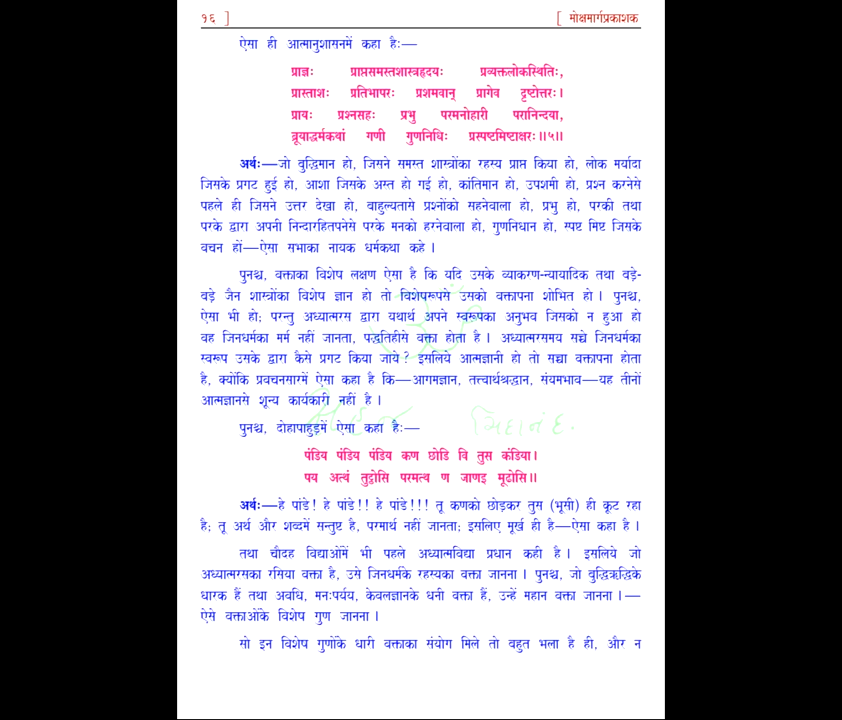 १६ ] [ मोक्षमार्गप्रकाशक
ऐसा ही आत्मानुशासनमें कहा है:—
प्राज्ञः प्राप्तसमस्तशास्त्रहृदयः प्रव्यक्तलोकस्थितिः,
प्रास्ताशः प्रतिभापरः प्रशमवान् प्रागेव दृष्टोत्तरः।
प्रायः प्रश्नसहः प्रभु परमनोहारी परानिन्दया,
ब्रूयाद्धर्मकथां गणी गुणनिधिः प्रस्पष्टमिष्टाक्षरः॥५॥
अर्थः—जो बुद्धिमान हो, जिसने समस्त शास्त्रोंका रहस्य प्राप्त किया हो, लोक मर्यादा
जिसके प्रगट हुई हो, आशा जिसके अस्त हो गई हो, कांतिमान हो, उपशमी हो, प्रश्न करनेसे
पहले ही जिसने उत्तर देखा हो, बाहुल्यतासे प्रश्नोंको सहनेवाला हो, प्रभु हो, परकी तथा
परके द्वारा अपनी निन्दारहितपनेसे परके मनको हरनेवाला हो, गुणनिधान हो, स्पष्ट मिष्ट जिसके
वचन हों—ऐसा सभाका नायक धर्मकथा कहे।
पुनश्च, वक्ताका विशेष लक्षण ऐसा है कि यदि उसके व्याकरण-न्यायादिक तथा बड़े-
बड़े जैन शास्त्रोंका विशेष ज्ञान हो तो विशेषरूपसे उसको वक्तापना शोभित हो। पुनश्च,
ऐसा भी हो; परन्तु अध्यात्मरस द्वारा यथार्थ अपने स्वरूपका अनुभव जिसको न हुआ हो
वह जिनधर्मका मर्म नहीं जानता, पद्धतिहीसे वक्ता होता है। अध्यात्मरसमय सच्चे जिनधर्मका
स्वरूप उसके द्वारा कैसे प्रगट किया जाये? इसलिये आत्मज्ञानी हो तो सच्चा वक्तापना होता
है, क्योंकि प्रवचनसारमें ऐसा कहा है कि—आगमज्ञान, तत्त्वार्थश्रद्धान, संयमभाव—यह तीनों
आत्मज्ञानसे शून्य कार्यकारी नहीं है।
पुनश्च, दोहापाहुड़में ऐसा कहा है:—
पंडिय पंडिय पंडिय कण छोडि वि तुस कंडिया।
पय अत्थं तुट्ठोसि परमत्थ ण जाणइ मूढोसि॥
अर्थः—हे पांडे! हे पांडे!! हे पांडे!!! तू कणको छोड़कर तुस (भूसी) ही कूट रहा
है; तू अर्थ और शब्दमें सन्तुष्ट है, परमार्थ नहीं जानता; इसलिए मूर्ख ही है—ऐसा कहा है।
तथा चौदह विद्याओंमें भी पहले अध्यात्मविद्या प्रधान कही है। इसलिये जो
अध्यात्मरसका रसिया वक्ता है, उसे जिनधर्मके रहस्यका वक्ता जानना। पुनश्च, जो बुद्धिऋद्धिके
धारक हैं तथा अवधि, मनःपर्यय, केवलज्ञानके धनी वक्ता हैं, उन्हें महान वक्ता जानना।—
ऐसे वक्ताओंके विशेष गुण जानना।
सो इन विशेष गुणोंके धारी वक्ताका संयोग मिले तो बहुत भला है ही, और न